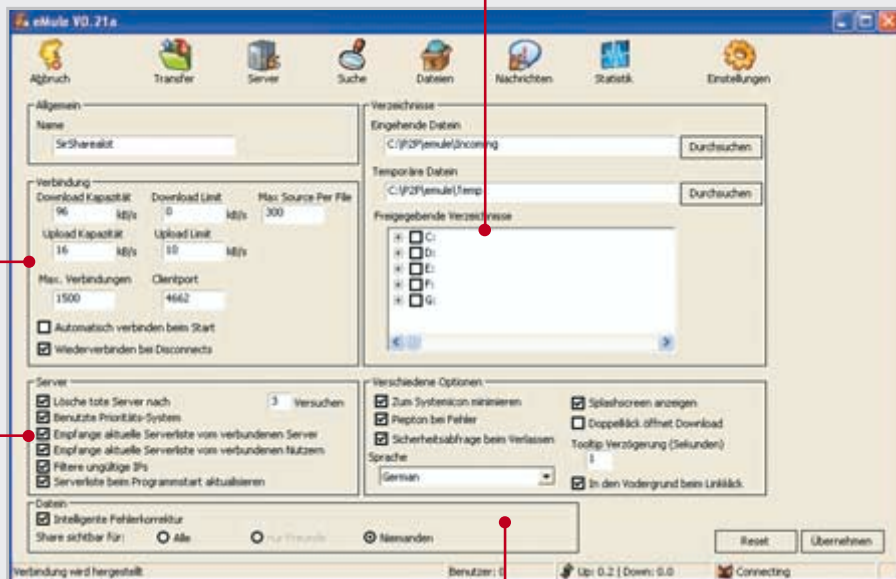 eMule V0.21a
Abbruch
Transfer
Server
Suche
Dateien
Nachrichten
Statistik
Einstellungen
Allgemein
Name
SirSharealot
Verbindung
Download Kapazität
Download Limit
Max Source Per File
96 kB/s
0 kB/s
300
Upload Kapazität
Upload Limit
16 kB/s
10 kB/s
Max. Verbindungen
Clientport
1500
4662
Automatisch verbinden beim Start
Wiederverbinden bei Disconnects
Verzeichnisse
Eingehende Datein
C:\P2P\emule\Incoming
Durchsuchen
Temporäre Datein
C:\P2P\emule\Temp
Durchsuchen
Freigegebende Verzeichnisse
C:
D:
E:
F:
G:
Server
Lösche tote Server nach 3 Versuchen
Benutzte Prioritäts-System
Empfange aktuelle Serverliste vom verbundenen Server
Empfange aktuelle Serverliste vom verbundenen Nutzern
Filtere ungültige IPs
Serverliste beim Programmstart aktualisieren
Verschiedene Optionen
Zum Systemicon minimieren
Piepton bei Fehler
Sicherheitsabfrage beim Verlassen
Sprache
German
Splashscreen anzeigen
Doppelklick öffnet Download
Tooltip Verzögerung (Sekunden)
1
In den Vodergrund beim Linkklick
Datein
Intelligente Fehlerkorrektur
Share sichtbar für:
Alle
nur Freunde
Niemanden
Reset
Übernehmen
Verbindung wird hergestellt
Benutzer:
Up: 0.2 | Down: 0.0
Connecting